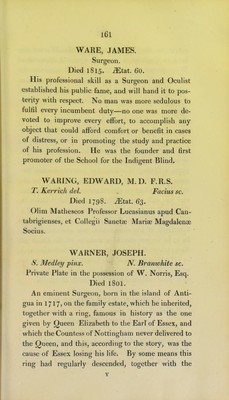 161
WARE, JAMES.
Surgeon.
Died 1815. Ætat. 60.
His professional skill as a Surgeon and Oculist
established his public fame, and will hand it to pos-
terity with respect. No man was more sedulous to
fulfil every incumbent duty—no one was more de-
voted to improve every effort, to accomplish any
object that could afford comfort or benefit in cases
of distress, or in promoting the study and practice
of his profession. He was the founder and first
promoter of the School for the Indigent Blind.
WARING, EDWARD, M. D. F.R.S.
T. Kerrich del. Facius sc.
Died 1798. Ætat. 63.
Olim Matheseos Professor Lucasianus apud Can-
tabrigienses, et Collegii Sanctæ Mariæ Magdalenæ
Socius.
WARNER, JOSEPH.
S. Medley pinx. N. Branwhite sc.
Private Plate in the possession of W. Norris, Esq.
Died 1801.
An eminent Surgeon, born in the island of Anti-
gua in 1717, on the family estate, which he inherited,
together with a ring, famous in history as the one
given by Queen Elizabeth to the Earl of Essex, and
which the Countess of Nottingham never delivered to
the Queen, and this, according to the story, was the
cause of Essex losing his life. By some means this
ring had regularly descended, together with the
Y